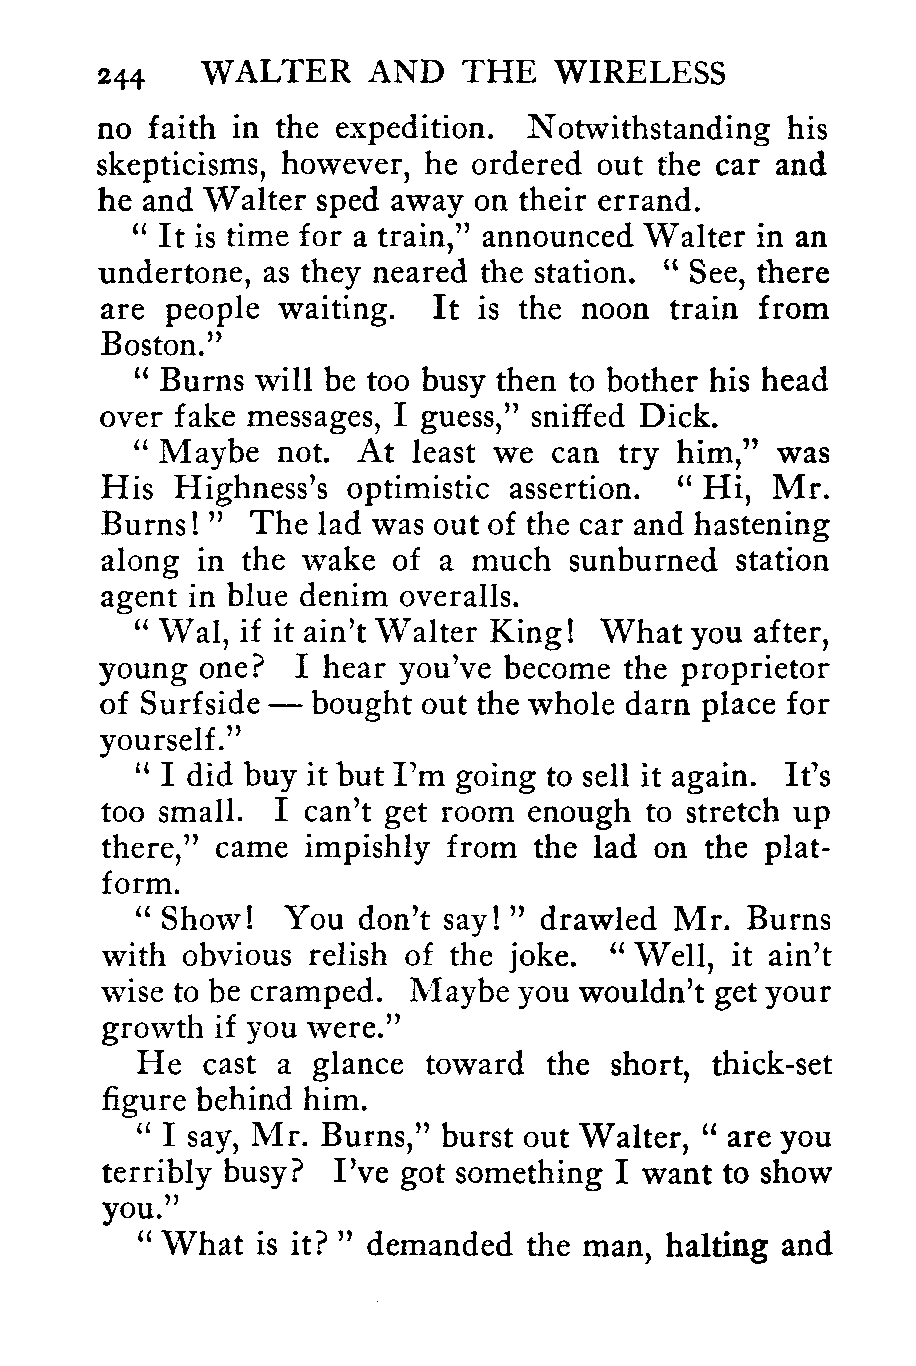 244 WALTER AND THE WIRELESS
no faith in the expedition. Notwithstanding his
skepticisms, however, he ordered out the car and
he and Walter sped away on their errand.
“ It is time for a train,” announced Walter in an
undertone, as they neared the station. “ See, there
are people waiting. It is the noon train from
Boston.”
“ Burns will be too busy then to bother his head
over fake messages, I guess,” sniffed Dick.
“ Maybe not. At least we can try him,” was
His Highness’s optimistic assertion. “ Hi, Mr.
Burns! ” The lad was out of the car and hastening
along in the wake of a much sunburned station
agent in blue denim overalls.
“ Wal, if it ain’t Walter King! What you after,
young one? I hear you’ve become the proprietor
of Surfside — bought out the whole darn place for
yourself.”
“ I did buy it but I’m going to sell it again. It’s
too small. I can’t get room enough to stretch up
there,” came impishly from the lad on the plat-
form.
“ Show! You don’t say! ” drawled Mr. Burns
with obvious relish of the joke. “ Well, it ain’t
wise to be cramped. Maybe you wouldn’t get your
growth if you were.”
He cast a glance toward the short, thick-set
figure behind him.
“ I say, Mr. Burns,” burst out Walter, “ are you
terribly busy? I’ve got something I want to show
you.”
“ What is it? ” demanded the man, halting and